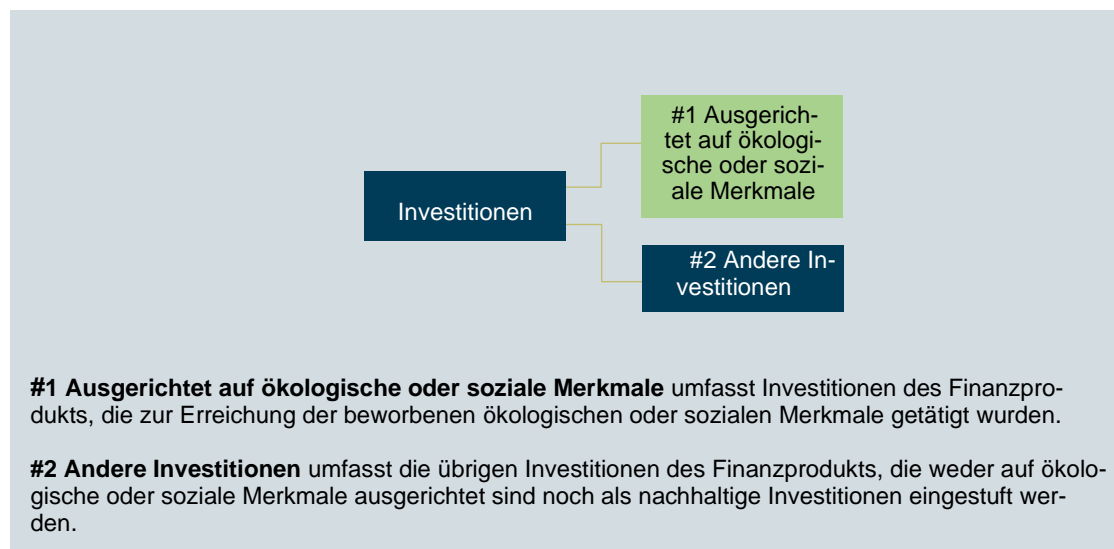 #1 Ausgerich-
tet auf ökologi-
sche oder sozi-
ale Merkmale
Investitionen
#2 Andere In-
vestitionen
#1 Ausgerichtet auf ökologische oder soziale Merkmale umfasst Investitionen des Finanzpro-
dukts, die zur Erreichung der beworbenen ökologischen oder sozialen Merkmale getätigt wurden.
#2 Andere Investitionen umfasst die übrigen Investitionen des Finanzprodukts, die weder auf ökolo-
gische oder soziale Merkmale ausgerichtet sind noch als nachhaltige Investitionen eingestuft wer-
den.